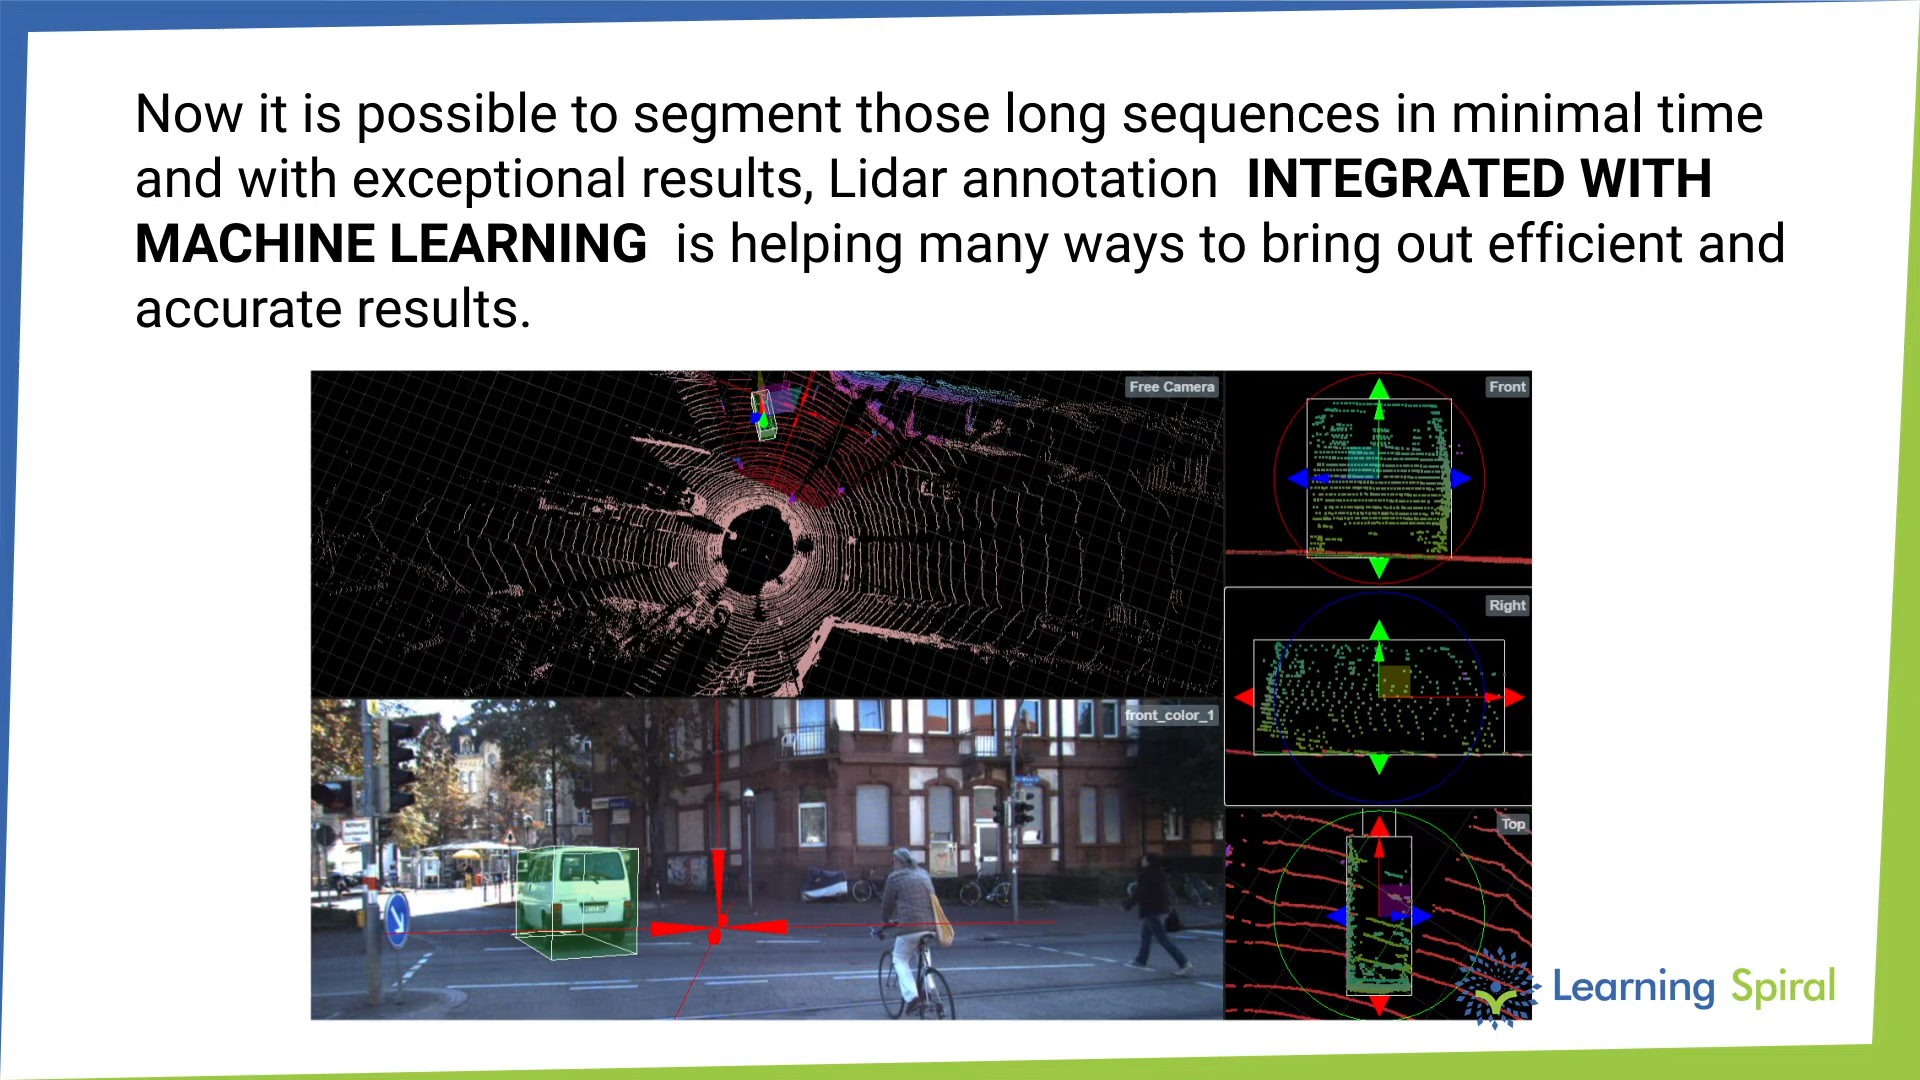 Now it is possible to segment those long sequences in minimal time
and with exceptional results, Lidar annotation INTEGRATED WITH
MACHINE LEARNING is helping many ways to bring out efficient and
accurate results.
Free Camera
Front
Right
front_color_1
Top
Learning Spiral